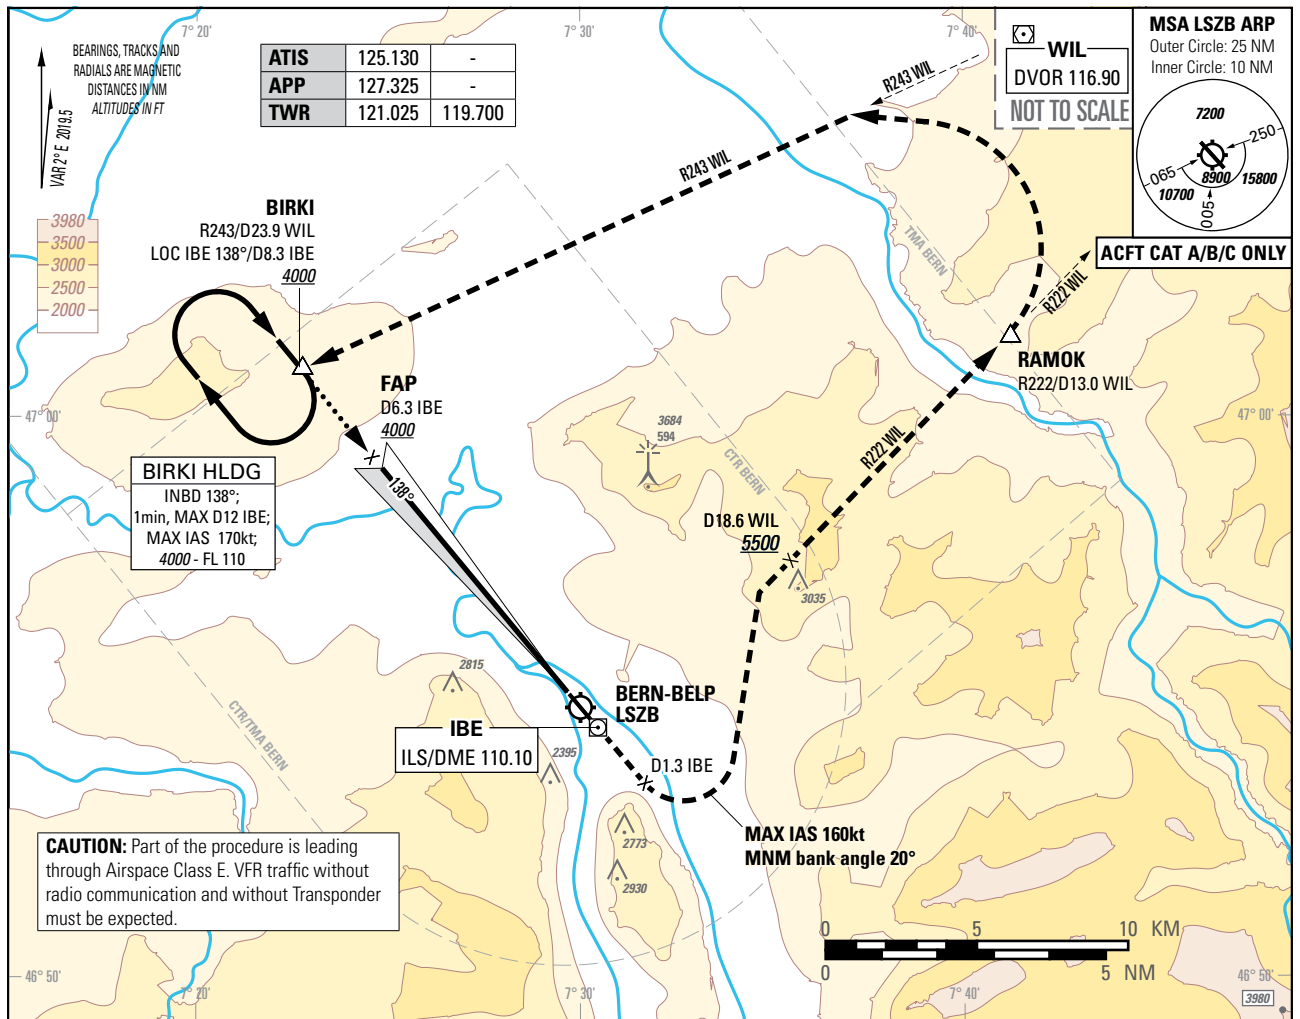 7° 20'
7° 30'
7° 40'
BEARINGS, TRACKS AND
RADIALS ARE MAGNETIC
DISTANCES IN NM
ALTITUDES IN FT
VAR 2° E 2019.5
ATIS 125.130 -
APP 127.325 -
TWR 121.025 119.700
WIL
DVOR 116.90
NOT TO SCALE
MSA LSZB ARP
Outer Circle: 25 NM
Inner Circle: 10 NM
7200
250
065
8900
15800
10700
005
ACFT CAT A/B/C ONLY
R243 WIL
R243 WIL
3980
3500
3000
2500
2000
BIRKI
R243/D23.9 WIL
LOC IBE 138°/D8.3 IBE
4000
TMA BERN
R222 WIL
RAMOK
R222/D13.0 WIL
FAP
D6.3 IBE
4000
47° 00'
47° 00'
3684
594
R222 WIL
CTR BERN
BIRKI HLDG
INBD 138°;
1min, MAX D12 IBE;
MAX IAS 170kt;
4000 - FL 110
138°
D18.6 WIL
5500
3035
2815
BERN-BELP
LSZB
CTR/TMA BERN
IBE
ILS/DME 110.10
2395
D1.3 IBE
MAX IAS 160kt
MNM bank angle 20°
2773
2930
CAUTION: Part of the procedure is leading
through Airspace Class E. VFR traffic without
radio communication and without Transponder
must be expected.
0 5 10 KM
0 5 NM
46° 50'
46° 50'
7° 20'
7° 30'
7° 40'
3980